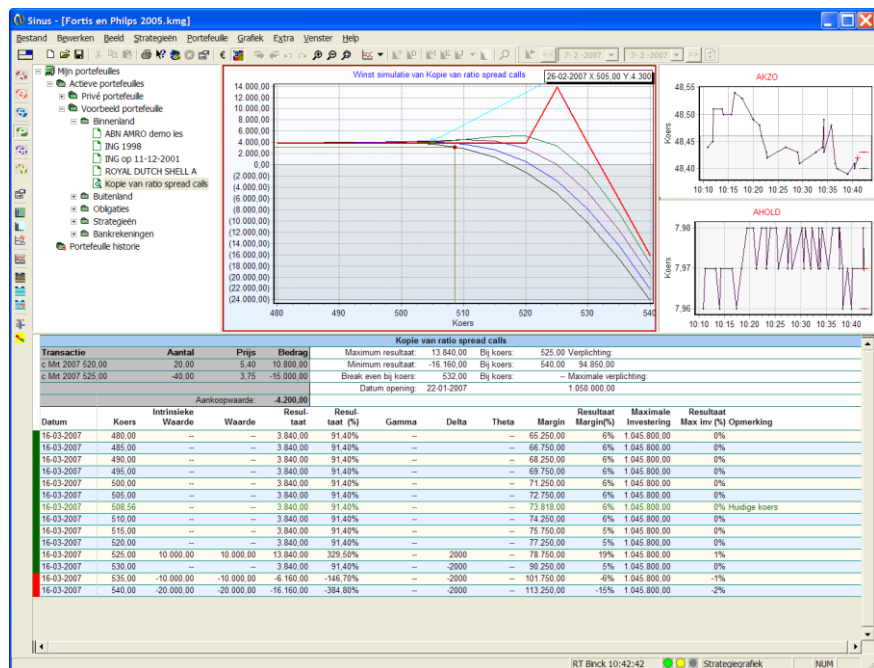 Sinus - [Fortis en Philps 2005.kmg]
Bestand Bewerken Beeld Strategieën Portefeuille Grafiek Extra Venster Help
7-2-2007 7-2-2007
Mijn portefeuilles
Actieve portefeuilles
Privé portefeuille
Voorbeeld portefeuille
Binnenland
ABN AMRO demo les
ING 1998
ING op 11-12-2001
ROYAL DUTCH SHELL A
Kopie van ratio spread calls
Buitenland
Obligaties
Strategieën
Bankrekeningen
Portefeuille historie
Winst simulatie van Kopie van ratio spread calls
26-02-2007 X:505,00 Y:4.300
14.000,00
12.000,00
10.000,00
8.000,00
6.000,00
4.000,00
2.000,00
0,00
(2.000,00)
(4.000,00)
(6.000,00)
(8.000,00)
(10.000,00)
(12.000,00)
(14.000,00)
(16.000,00)
(18.000,00)
(20.000,00)
(22.000,00)
(24.000,00)
480 490 500 510 520 530 540
Koers
AKZO
Koers
48,55
48,50
48,45
48,40
10:10 10:15 10:20 10:25 10:30 10:35 10:40
AHOLD
Koers
7,98
7,97
7,96
10:10 10:15 10:20 10:25 10:30 10:35 10:40
Kopie van ratio spread calls
Transactie Aantal Prijs Bedrag Maximum resultaat: 13.840,00 Bij koers: 525,00 Verplichting:
c Mrt 2007 520,00 20,00 5,40 10.800,00 Minimum resultaat: -16.160,00 Bij koers: 540,00 94.850,00
c Mrt 2007 525,00 -40,00 3,75 -15.000,00 Break even bij koers: 532,00 Bij koers: -- Maximale verplichting:
Datum opening: 22-01-2007 1.050.000,00
Aankoopwaarde: -4.200,00
Intrinsieke Resul- Resul- Resultaat Maximale Resultaat
Datum Koers Waarde Waarde taat taat (%) Gamma Delta Theta Margin Margin(%) Investering Max inv (%) Opmerking
16-03-2007 480,00 -- -- 3.840,00 91,40% -- -- 65.250,00 6% 1.045.800,00 0%
16-03-2007 485,00 -- -- 3.840,00 91,40% -- -- 66.750,00 6% 1.045.800,00 0%
16-03-2007 490,00 -- -- 3.840,00 91,40% -- -- 68.250,00 6% 1.045.800,00 0%
16-03-2007 495,00 -- -- 3.840,00 91,40% -- -- 69.750,00 6% 1.045.800,00 0%
16-03-2007 500,00 -- -- 3.840,00 91,40% -- -- 71.250,00 6% 1.045.800,00 0%
16-03-2007 505,00 -- -- 3.840,00 91,40% -- -- 72.750,00 6% 1.045.800,00 0%
16-03-2007 508,56 -- -- 3.840,00 91,40% -- -- 73.818,00 6% 1.045.800,00 0% Huidige koers
16-03-2007 510,00 -- -- 3.840,00 91,40% -- -- 74.250,00 6% 1.045.800,00 0%
16-03-2007 515,00 -- -- 3.840,00 91,40% -- -- 75.750,00 5% 1.045.800,00 0%
16-03-2007 520,00 -- -- 3.840,00 91,40% -- -- 77.250,00 5% 1.045.800,00 0%
16-03-2007 525,00 10.000,00 10.000,00 13.840,00 329,50% -- 2000 -- 78.750,00 19% 1.045.800,00 1%
16-03-2007 530,00 -- -- 3.840,00 91,40% -- -2000 -- 90.250,00 5% 1.045.800,00 0%
16-03-2007 535,00 -10.000,00 -10.000,00 -6.160,00 -146,70% -- -2000 -- 101.750,00 -6% 1.045.800,00 -1%
16-03-2007 540,00 -20.000,00 -20.000,00 -16.160,00 -384,80% -- -2000 -- 113.250,00 -15% 1.045.800,00 -2%
RT Binck 10:42:42 Strategiegrafiek NUM